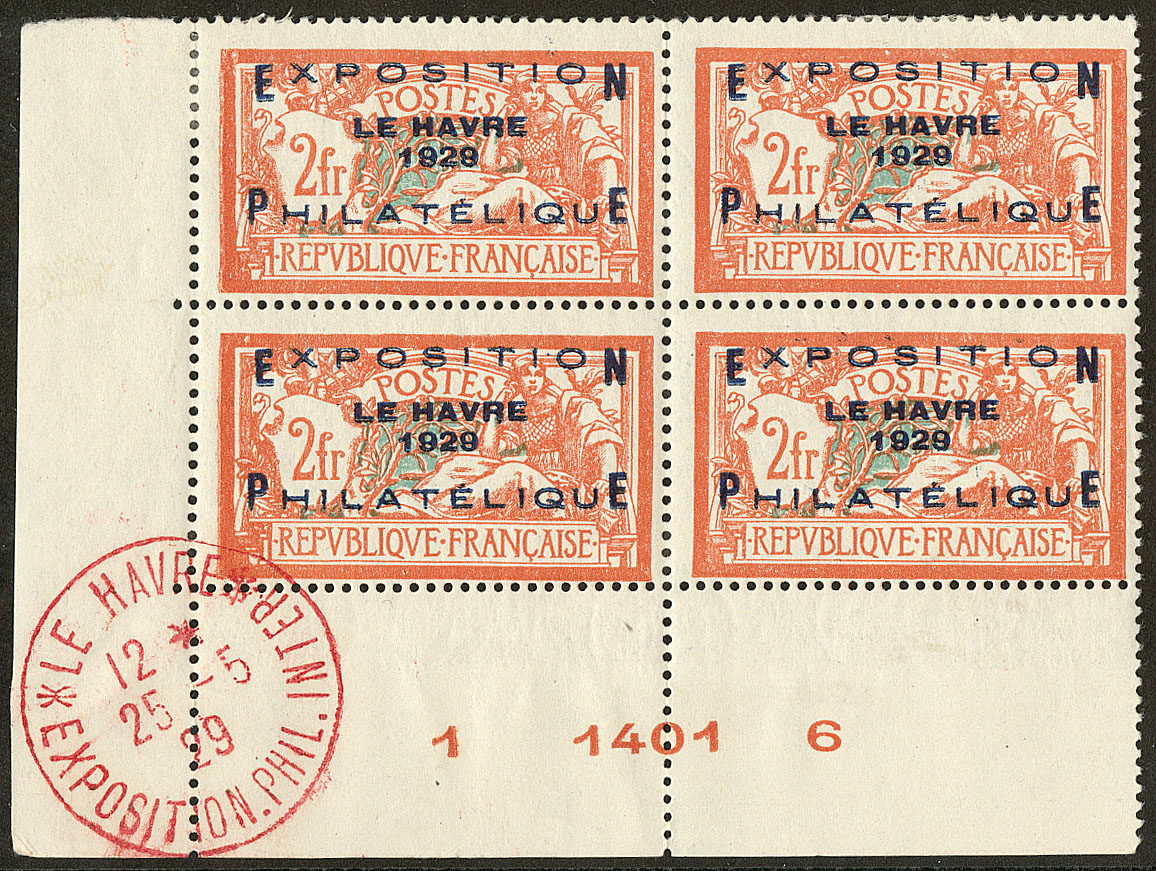 EXPOSITION
POSTES
LE HAVRE
1929
2fr
PHILATÉLIQUE
REPVBLIQVE·FRANÇAISE·
EXPOSITION
POSTES
LE HAVRE
1929
2fr
PHILATÉLIQUE
REPVBLIQVE·FRANÇAISE·
EXPOSITION
POSTES
LE HAVRE
1929
2fr
PHILATÉLIQUE
REPVBLIQVE·FRANÇAISE·
EXPOSITION
POSTES
LE HAVRE
1929
2fr
PHILATÉLIQUE
REPVBLIQVE·FRANÇAISE·
*LE HAVRE*
EXPOSITION.PHIL.INTER
12 *
25 - 5
29
1 1401 6